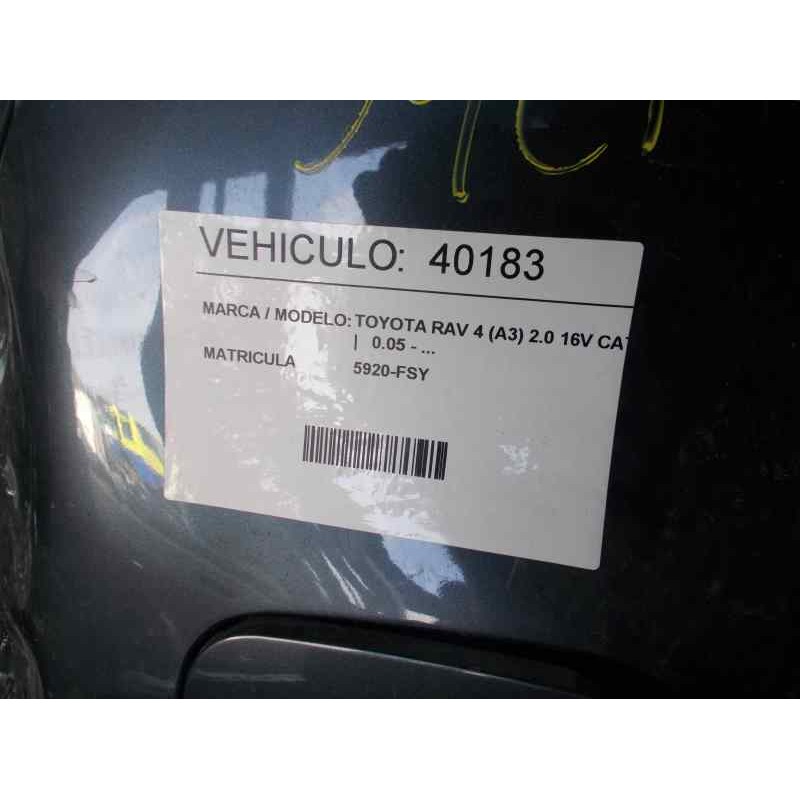 VEHICULO: 40183
MARCA / MODELO: TOYOTA RAV 4 (A3) 2.0 16V CAT
| 0.05 - ...
MATRICULA 5920-FSY